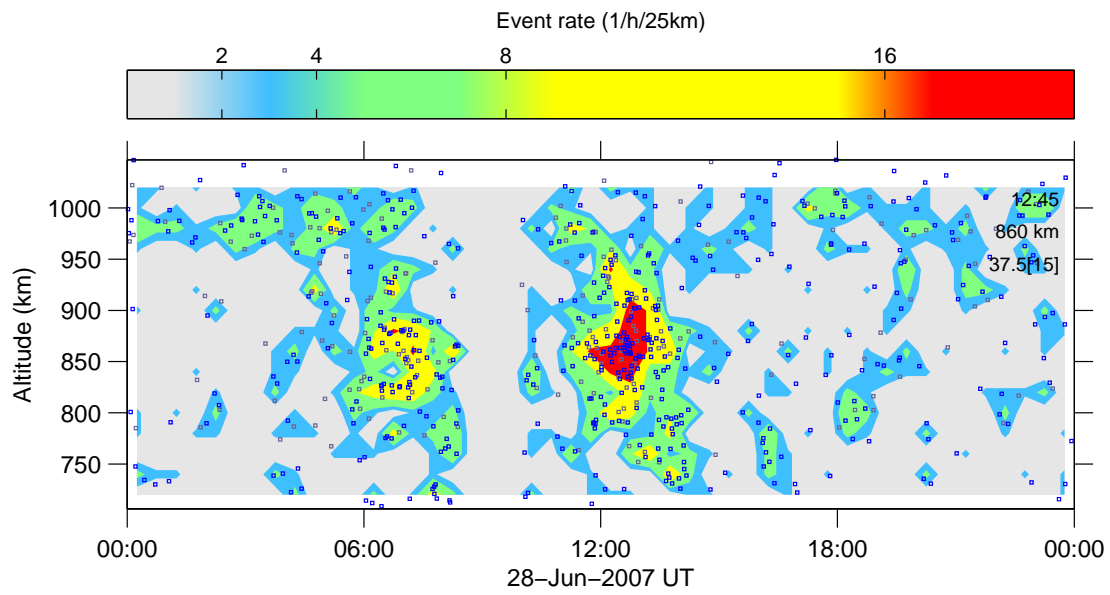 Event rate (1/h/25km)
2 4 8 16
1000
950
900
850
800
750
Altitude (km)
12:45
860 km
37.5[15]
00:00 06:00 12:00 18:00 00:00
28−Jun−2007 UT